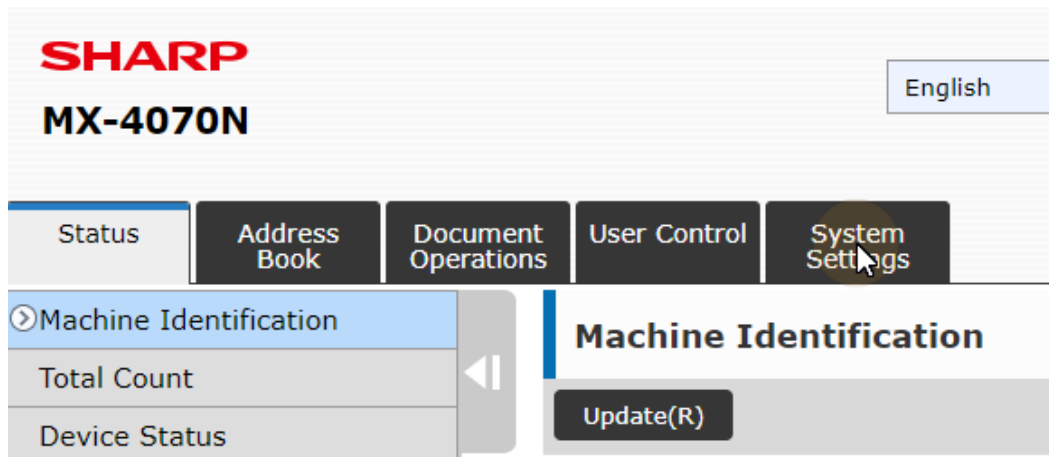 SHARP
MX-4070N
English
Status
Address
Book
Document
Operations
User Control
System
Settings
Machine Identification
Total Count
Device Status
Machine Identification
Update(R)